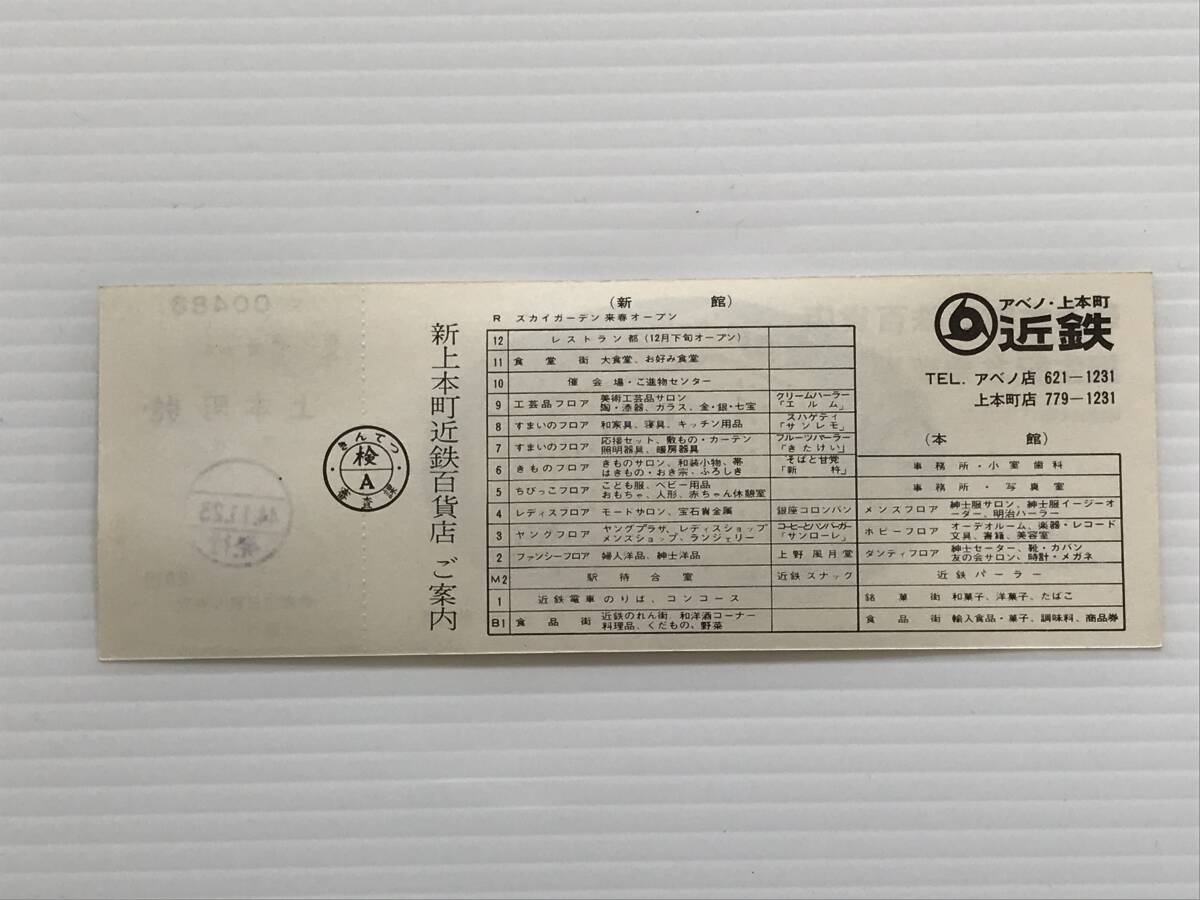 新上本町近鉄百貨店 ご案内
きんてつ・
検
A
審査課
(新　館)
R スカイガーデン来春オープン
12 レストラン都 (12月下旬オープン)
11 食堂街 大食堂、お好み食堂
10 催会場・ご進物センター
9 工芸品フロア 美術工芸品サロン 陶・漆器、ガラス、金・銀・七宝 クリームパーラー「エルム」
8 すまいのフロア 和家具、寝具、キッチン用品 スパゲティ「サンレモ」
7 すまいのフロア 応接セット、敷もの・カーテン 照明器具、暖房器具 フルーツパーラー「きたけい」
6 きものフロア きものサロン、和装小物、帯 はきもの・おき宗、ふろしき そばと甘党「新杵」
5 ちびっこフロア こども服、ベビー用品 おもちゃ、人形、赤ちゃん休憩室
4 レディスフロア モードサロン、宝石貴金属 銀座コロンバン
3 ヤングフロア ヤングプラザ、レディスショップ メンズショップ、ランジェリー コーヒーとハンバーガー「サンローレ」
2 ファンシーフロア 婦人洋品、紳士洋品 上野風月堂
M2 駅待合室 近鉄スナック
1 近鉄電車のりば、コンコース
B1 食品街 近鉄のれん街、和洋酒コーナー 料理品、くだもの、野菜
アベノ・上本町
近鉄
TEL. アベノ店 621－1231
上本町店 779－1231
(本　館)
事務所・小室歯科
事務所・写真室
メンズフロア 紳士服サロン、紳士服イージーオーダー、明治パーラー
ホビーフロア オーデオルーム、楽器・レコード 文具、書籍、美容室
ダンディフロア 紳士セーター、靴・カバン 友の会サロン、時計・メガネ
近鉄パーラー
銘菓街 和菓子、洋菓子、たばこ
食品街 輸入食品・菓子、調味料、商品券